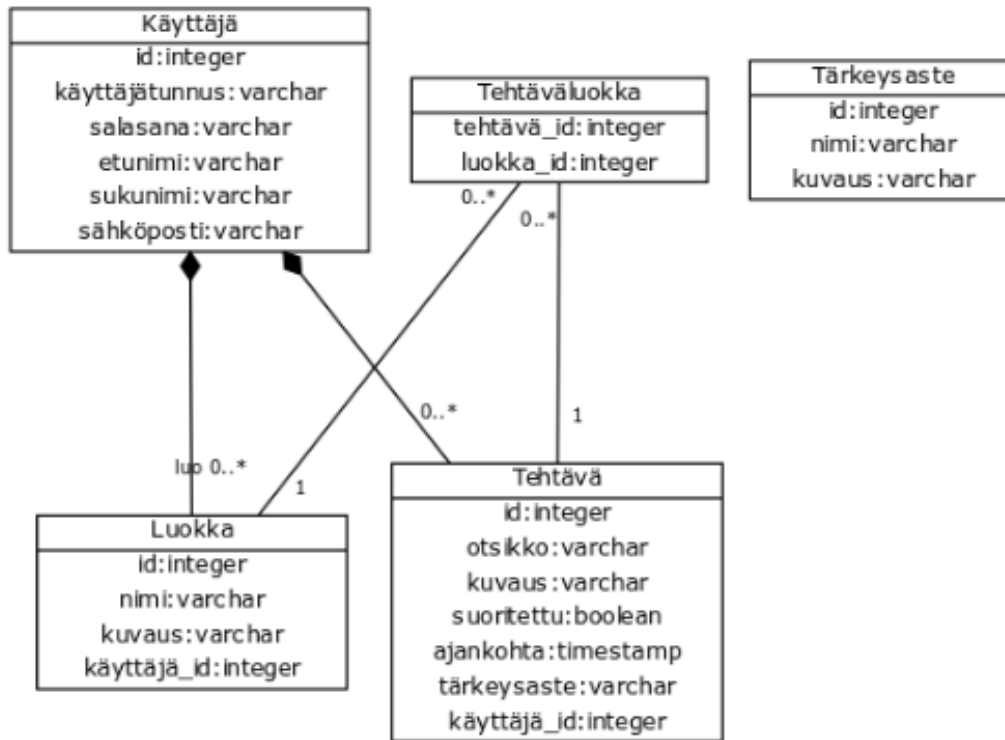 Käyttäjä
id:integer
käyttäjätunnus:varchar
salasana:varchar
etunimi:varchar
sukunimi:varchar
sähköposti:varchar
Tehtäväluokka
tehtävä_id:integer
luokka_id:integer
Tärkeysaste
id:integer
nimi:varchar
kuvaus:varchar
0..*
0..*
0..*
1
luo 0..*
1
Luokka
id:integer
nimi:varchar
kuvaus:varchar
käyttäjä_id:integer
Tehtävä
id:integer
otsikko:varchar
kuvaus:varchar
suoritettu:boolean
ajankohta:timestamp
tärkeysaste:varchar
käyttäjä_id:integer